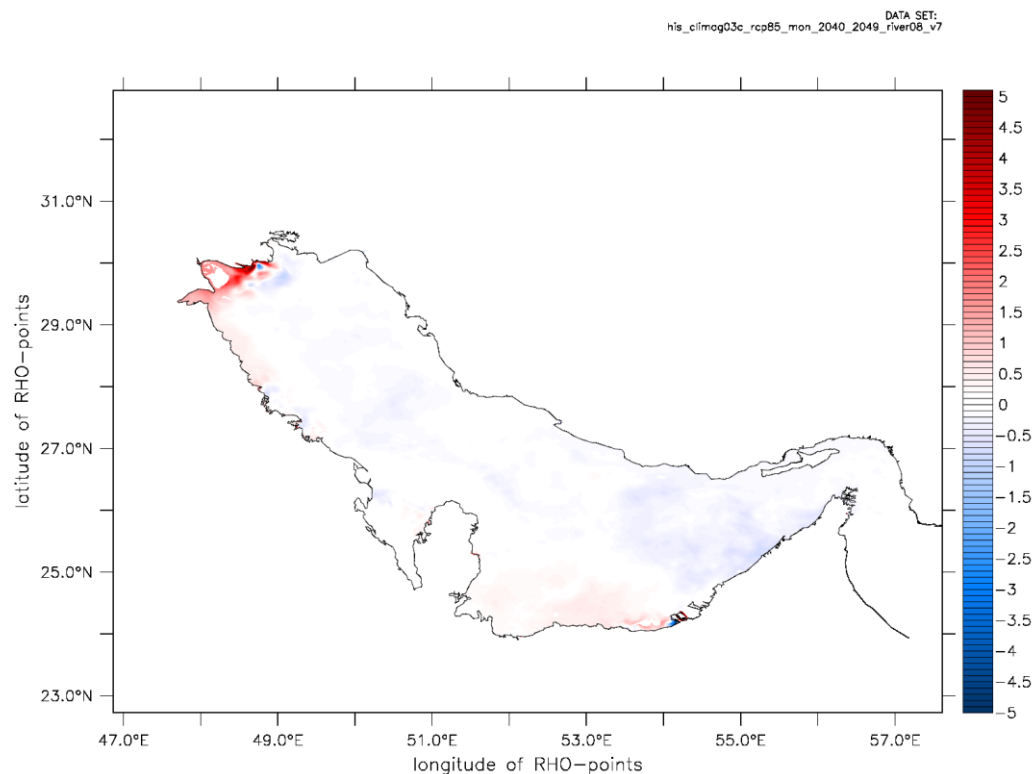 DATA SET:
his_climag03c_rcp85_mon_2040_2049_river08_v7
31.0°N
29.0°N
27.0°N
25.0°N
23.0°N
latitude of RHO-points
47.0°E 49.0°E 51.0°E 53.0°E 55.0°E 57.0°E
longitude of RHO-points
5
4.5
4
3.5
3
2.5
2
1.5
1
0.5
0
-0.5
-1
-1.5
-2
-2.5
-3
-3.5
-4
-4.5
-5